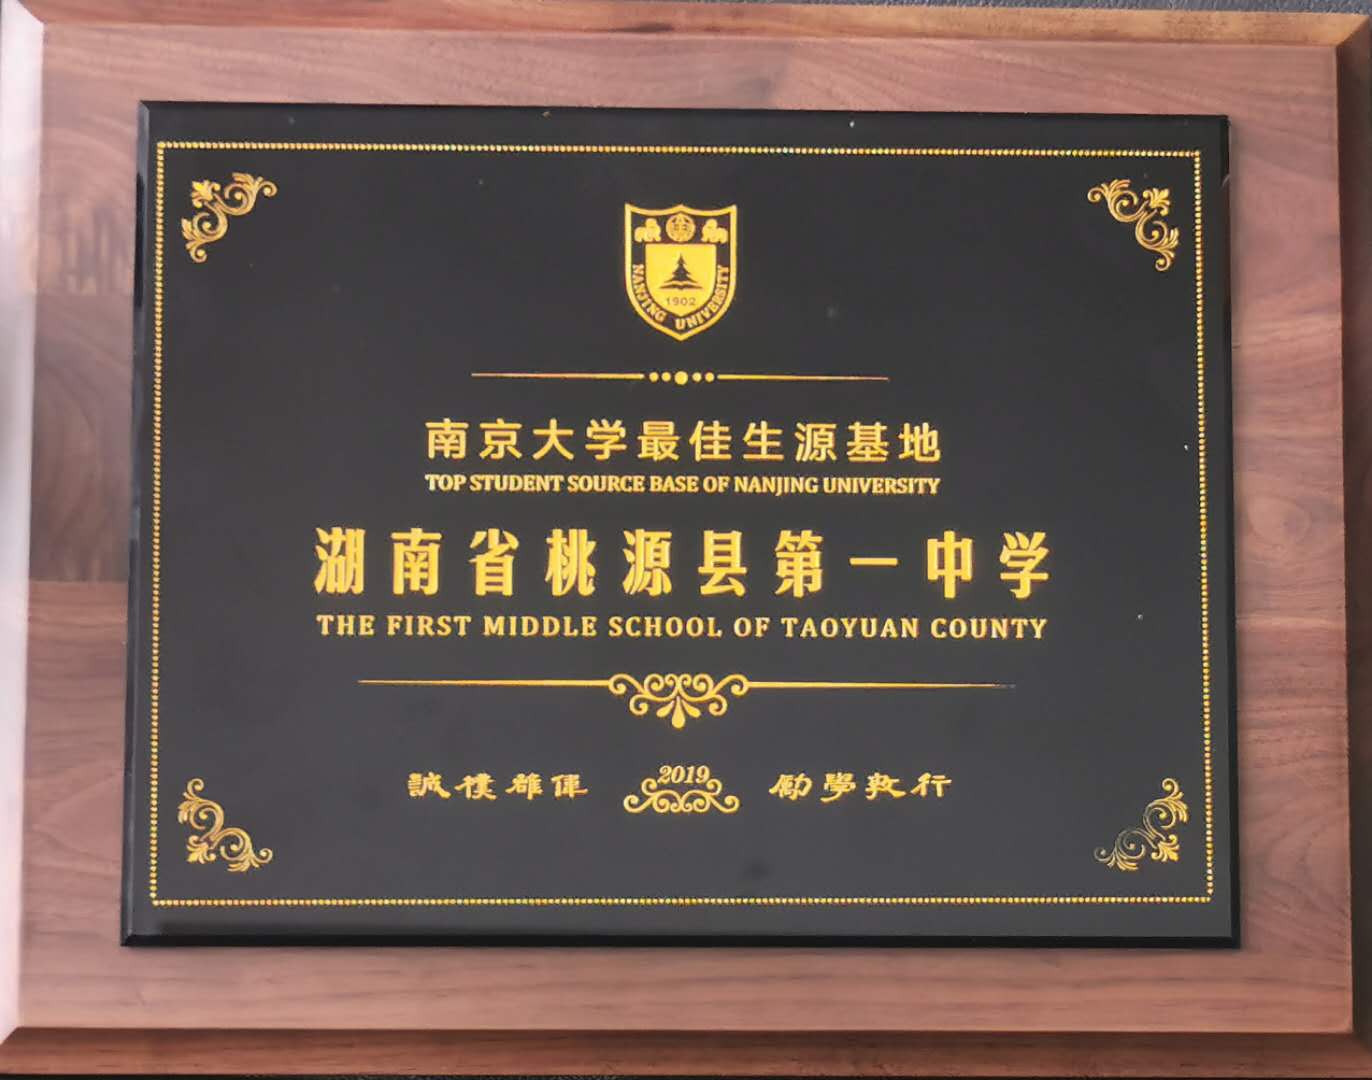 NANJING UNIVERSITY
1902
南京大学最佳生源基地
TOP STUDENT SOURCE BASE OF NANJING UNIVERSITY
湖南省桃源县第一中学
THE FIRST MIDDLE SCHOOL OF TAOYUAN COUNTY
誠樸雄偉 2019 勵學敦行